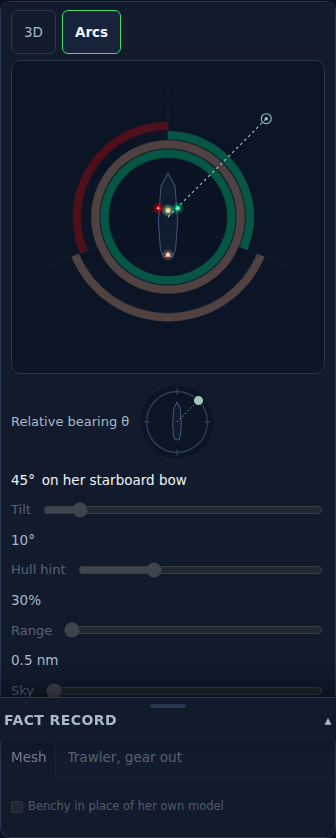 3D Arcs
Relative bearing θ
45° on her starboard bow
Tilt
10°
Hull hint
30%
Range
0.5 nm
Sky
FACT RECORD ▲
Mesh Trawler, gear out
Benchy in place of her own model